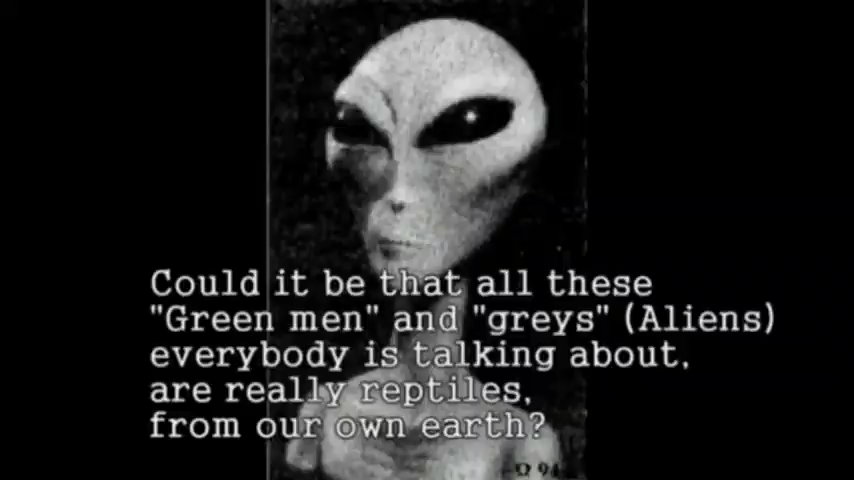 Could it be that all these
"Green men" and "greys" (Aliens)
everybody is talking about,
are really reptiles,
from our own earth?
Ω 94